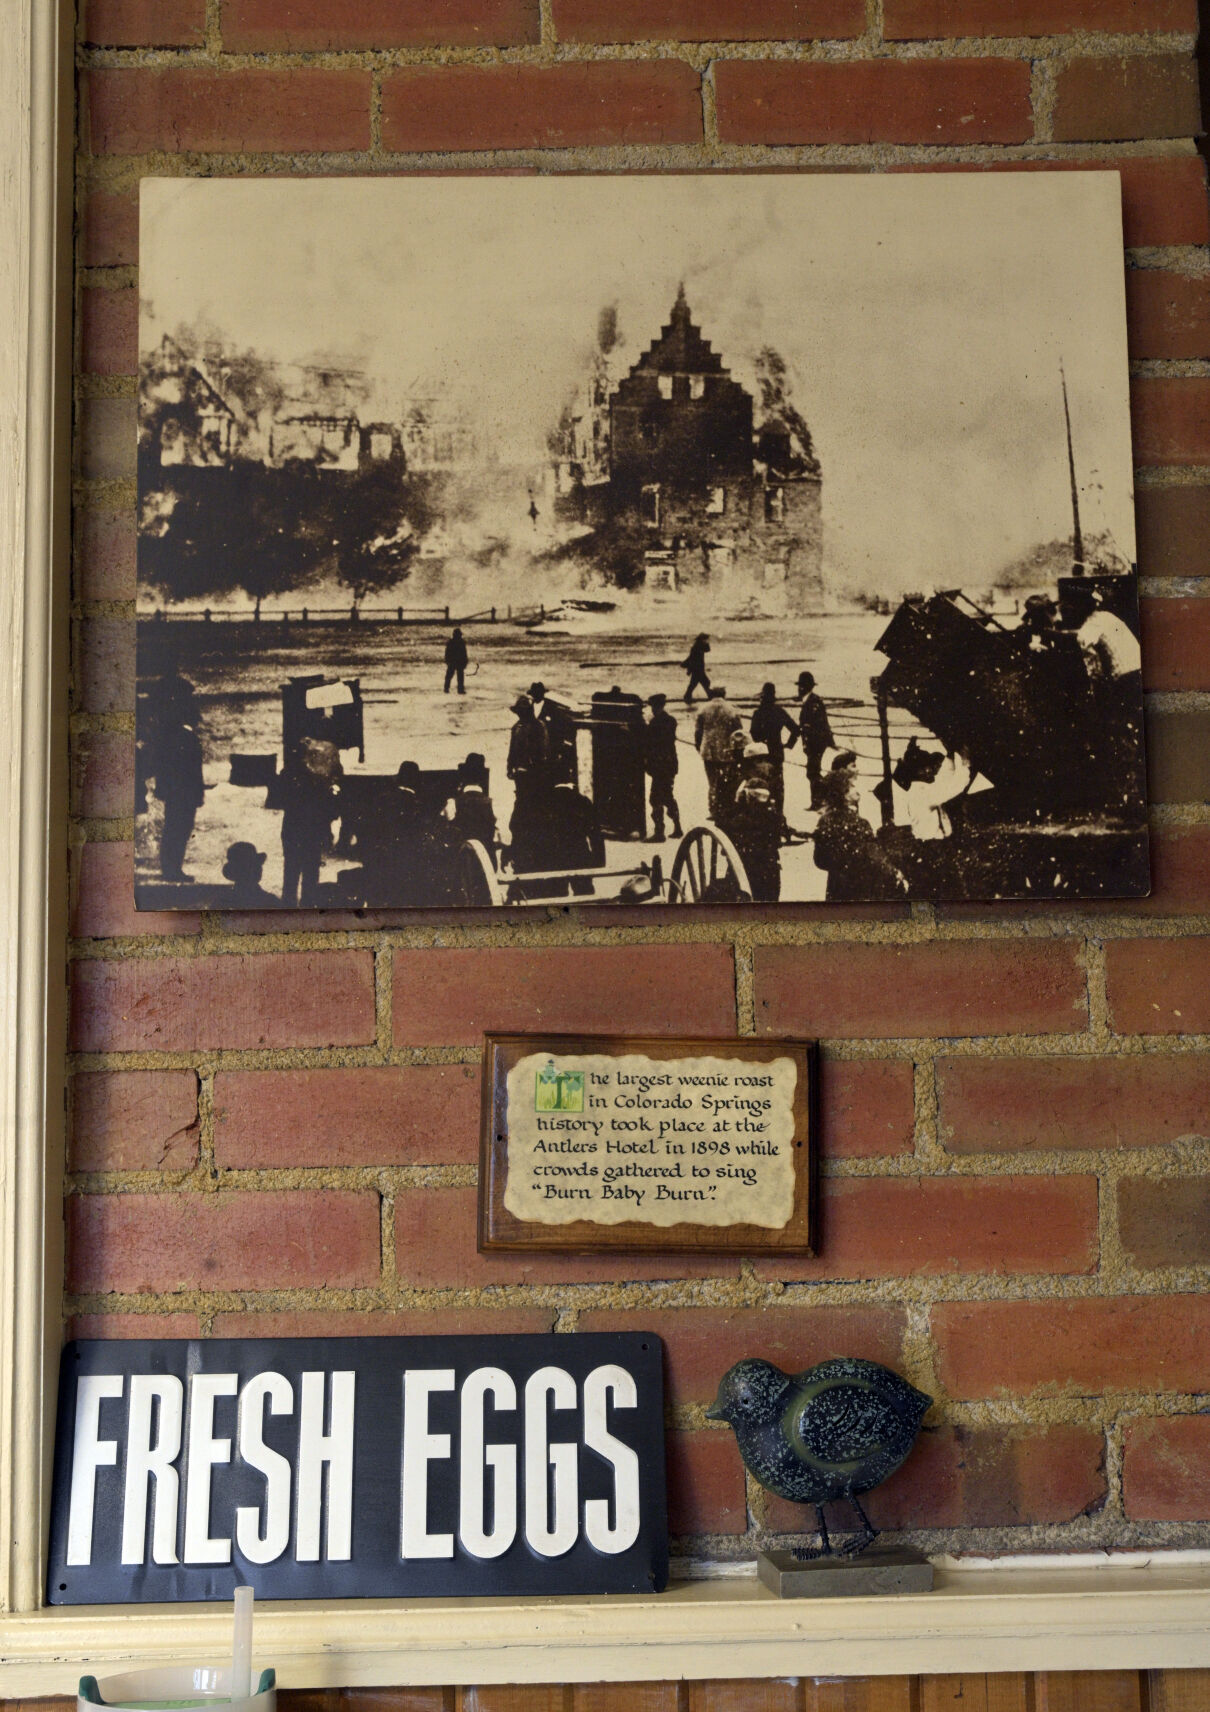 The largest weenie roast
in Colorado Springs
history took place at the
Antlers Hotel in 1898 while
crowds gathered to sing
“Burn Baby Burn”.
FRESH EGGS